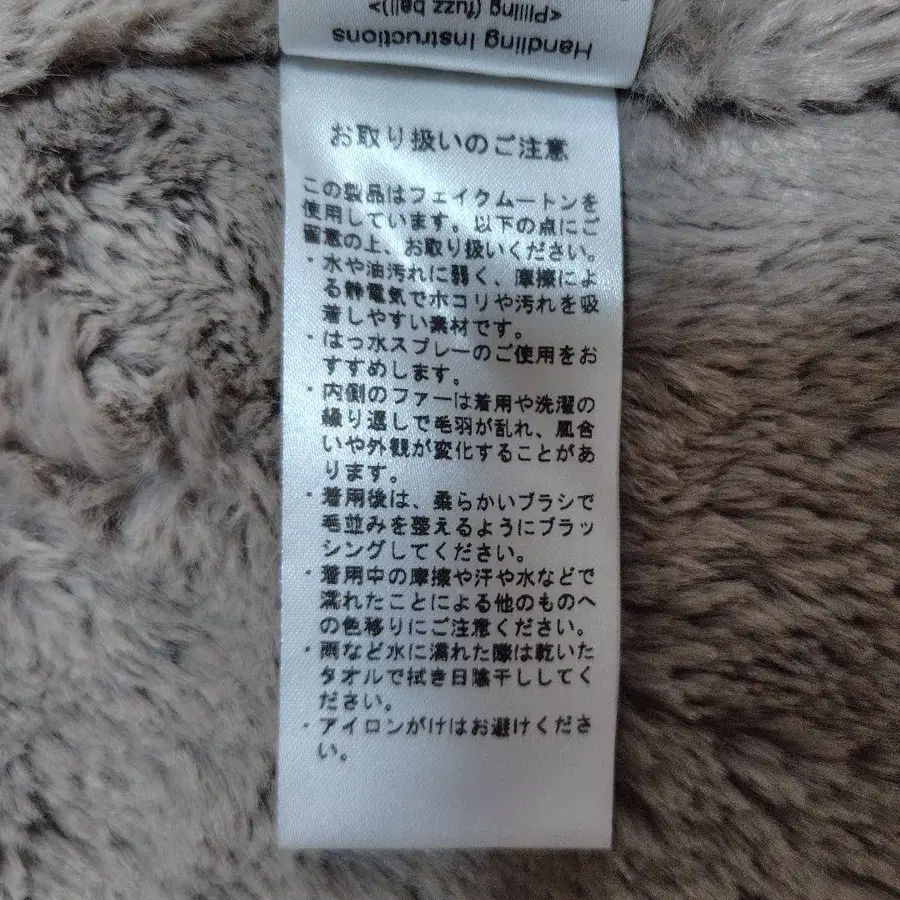 Handling Instructions
<Pilling (fuzz ball)>
お取り扱いのご注意
この製品はフェイクムートンを
使用しています。以下の点にご
留意の上、お取り扱いください。
・水や油汚れに弱く、摩擦によ
る静電気でホコリや汚れを吸
着しやすい素材です。
・はっ水スプレーのご使用をお
すすめします。
・内側のファーは着用や洗濯の
繰り返しで毛羽が乱れ、風合
いや外観が変化することがあ
ります。
・着用後は、柔らかいブラシで
毛並みを整えるようにブラッ
シングしてください。
・着用中の摩擦や汗や水などで
濡れたことによる他のものへ
の色移りにご注意ください。
・雨など水に濡れた際は乾いた
タオルで拭き日陰干ししてく
ださい。
・アイロンがけはお避けくださ
い。